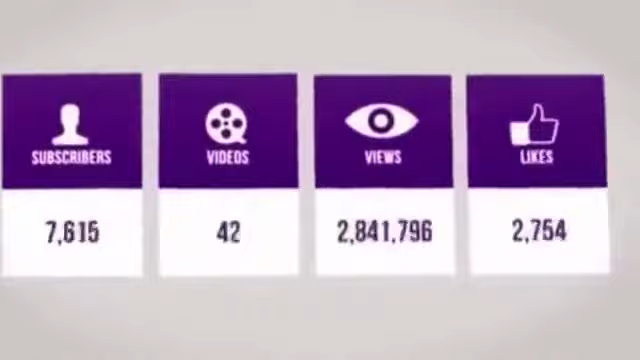 SUBSCRIBERS
7,615
VIDEOS
42
VIEWS
2,841,796
LIKES
2,754